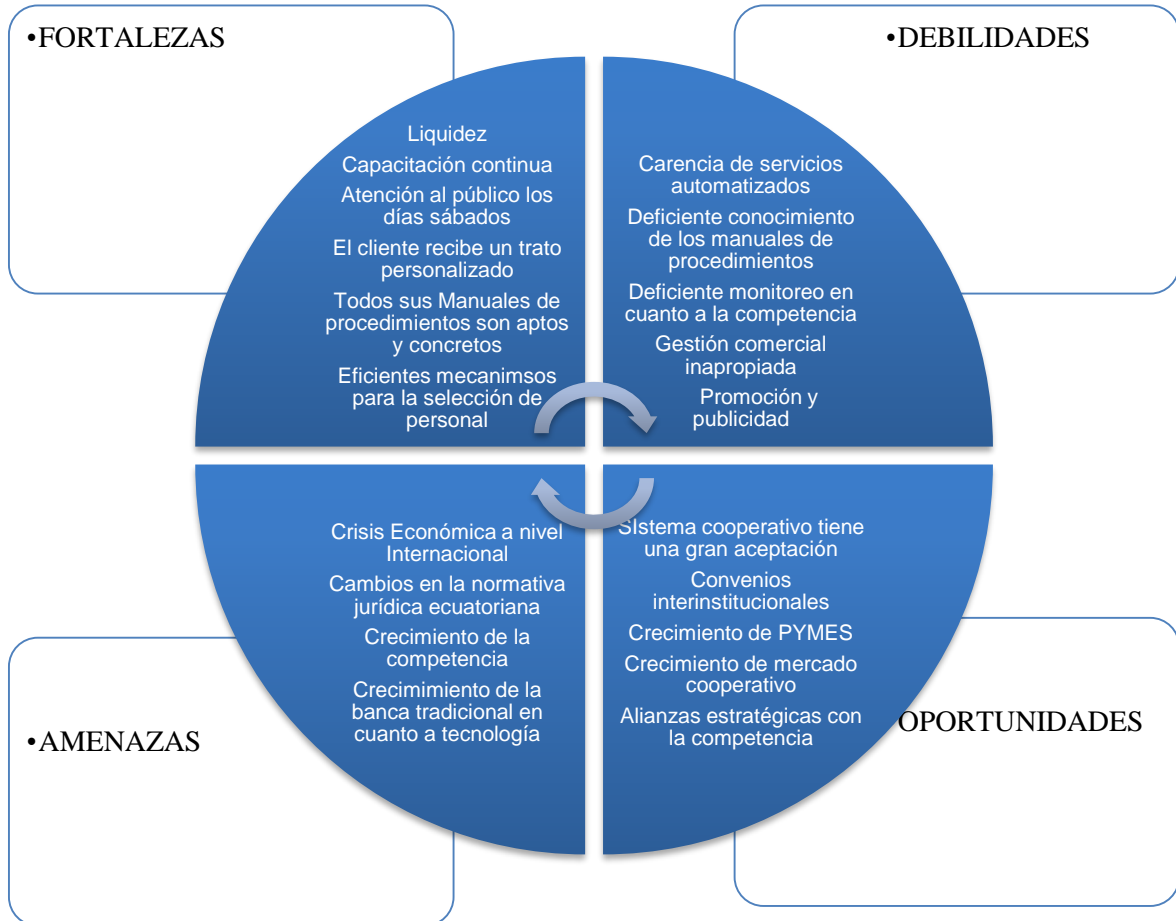 •FORTALEZAS
Liquidez
Capacitación continua
Atención al público los
días sábados
El cliente recibe un trato
personalizado
Todos sus Manuales de
procedimientos son aptos
y concretos
Eficientes mecanimsos
para la selección de
personal
•DEBILIDADES
Carencia de servicios
automatizados
Deficiente conocimiento
de los manuales de
procedimientos
Deficiente monitoreo en
cuanto a la competencia
Gestión comercial
inapropiada
Promoción y
publicidad
•AMENAZAS
Crisis Económica a nivel
Internacional
Cambios en la normativa
jurídica ecuatoriana
Crecimiento de la
competencia
Crecimimiento de la
banca tradicional en
cuanto a tecnología
OPORTUNIDADES
SIstema cooperativo tiene
una gran aceptación
Convenios
interinstitucionales
Crecimiento de PYMES
Crecimiento de mercado
cooperativo
Alianzas estratégicas con
la competencia